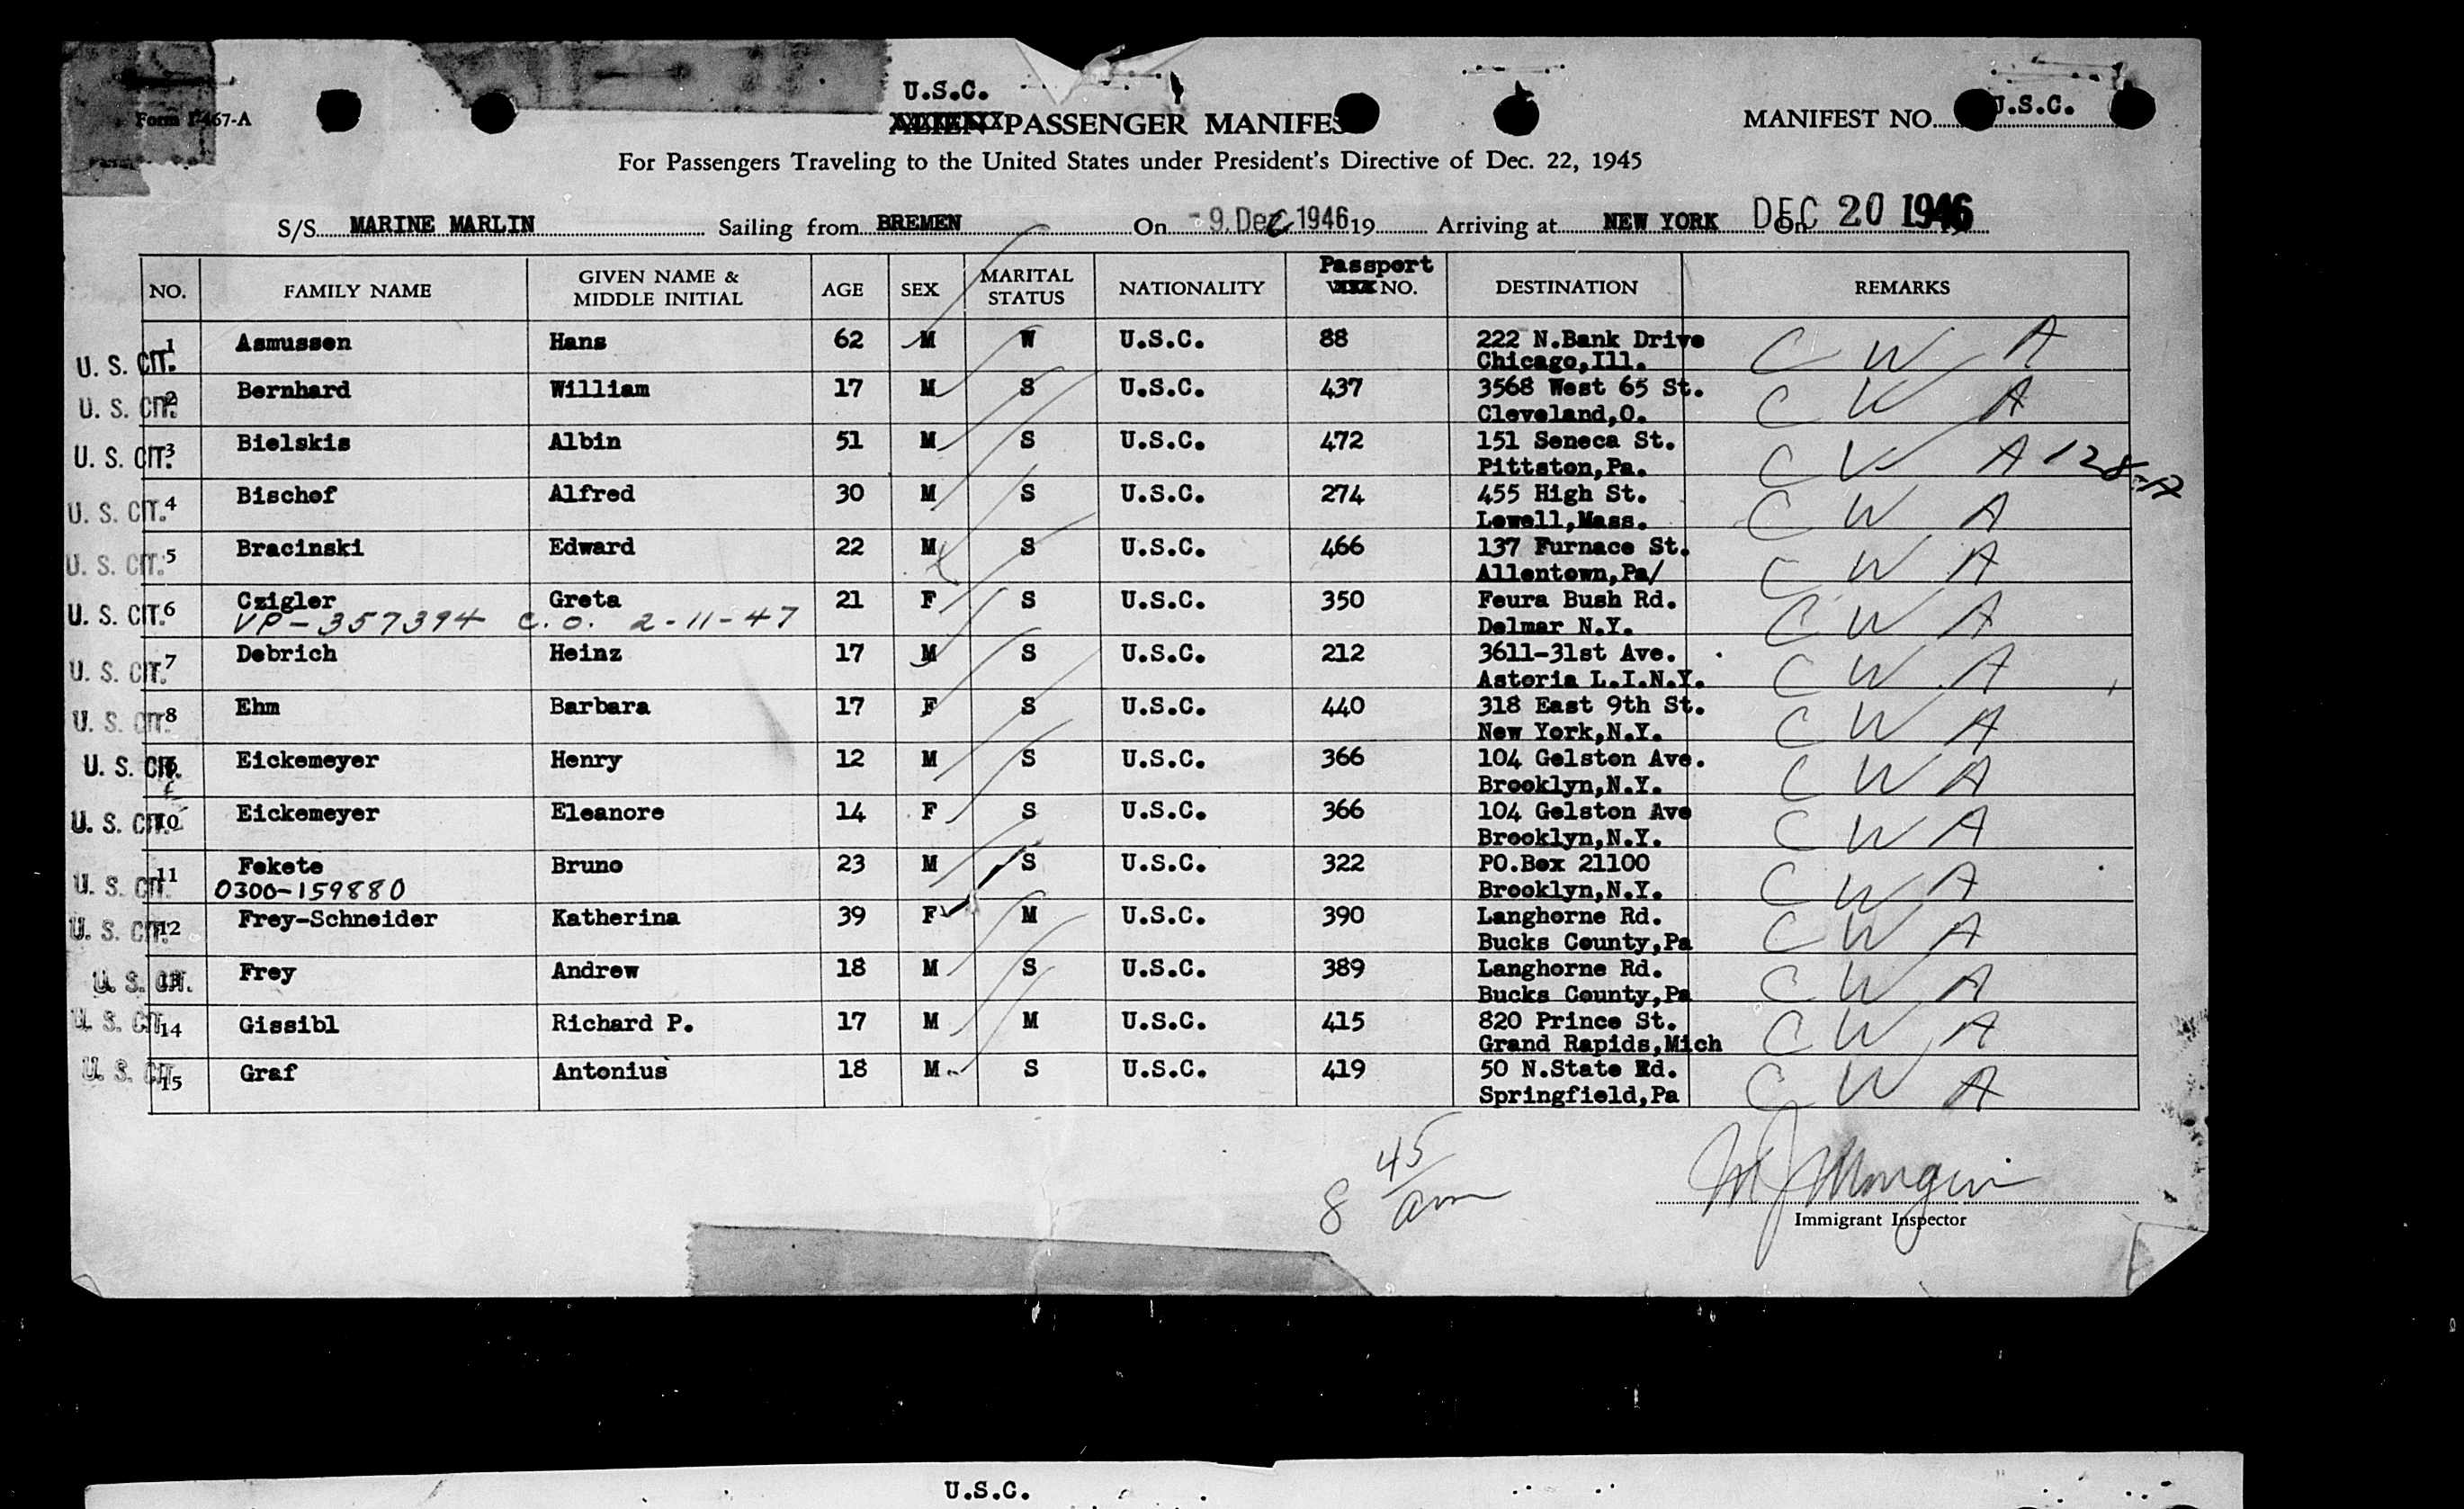 U.S.C.
Form I-467-A
ALIEN PASSENGER MANIFEST
MANIFEST NO. U.S.C.
For Passengers Traveling to the United States under President's Directive of Dec. 22, 1945
S/S MARINE MARLIN Sailing from BREMEN On - 9. Dec. 1946 19 Arriving at NEW YORK On DEC 20 1946
NO. FAMILY NAME GIVEN NAME & MIDDLE INITIAL AGE SEX MARITAL STATUS NATIONALITY Passport NO. DESTINATION REMARKS
U. S. CIT. 1 Asmussen Hans 62 M W U.S.C. 88 222 N.Bank Drive C W A
Chicago,Ill.
U. S. CIT. 2 Bernhard William 17 M S U.S.C. 437 3568 West 65 St. C W A
Cleveland,O.
U. S. CIT. 3 Bielskis Albin 51 M S U.S.C. 472 151 Seneca St. C W A
Pittston,Pa.
U. S. CIT. 4 Bischof Alfred 30 M S U.S.C. 274 455 High St. C W A
Lowell,Mass.
U. S. CIT. 5 Bracinski Edward 22 M S U.S.C. 466 137 Furnace St. C W A
Allentown,Pa/
U. S. CIT. 6 Czigler Greta 21 F S U.S.C. 350 Feura Bush Rd. C W A
VP-357394 C.O. 2-11-47 Delmar N.Y.
U. S. CIT. 7 Debrich Heinz 17 M S U.S.C. 212 3611-31st Ave. C W A
Astoria L.I.N.Y.
U. S. CIT. 8 Ehm Barbara 17 F S U.S.C. 440 318 East 9th St. C W A
New York,N.Y.
U. S. CIT. 9 Eickemeyer Henry 12 M S U.S.C. 366 104 Gelston Ave. C W A
Brooklyn,N.Y.
U. S. CIT. 10 Eickemeyer Eleanore 14 F S U.S.C. 366 104 Gelston Ave C W A
Brooklyn,N.Y.
U. S. CIT. 11 Fekete Bruno 23 M S U.S.C. 322 PO.Box 21100 C W A
0300-159880 Brooklyn,N.Y.
U. S. CIT. 12 Frey-Schneider Katherina 39 F M U.S.C. 390 Langhorne Rd. C W A
Bucks County,Pa
U. S. CIT. 13 Frey Andrew 18 M S U.S.C. 389 Langhorne Rd. C W A
Bucks County,Pa
U. S. CIT. 14 Gissibl Richard P. 17 M M U.S.C. 415 820 Prince St. C W A
Grand Rapids,Mich
U. S. CIT. 15 Graf Antonius 18 M S U.S.C. 419 50 N.State Rd. C W A
Springfield,Pa
8 45 am
Immigrant Inspector
U.S.C.